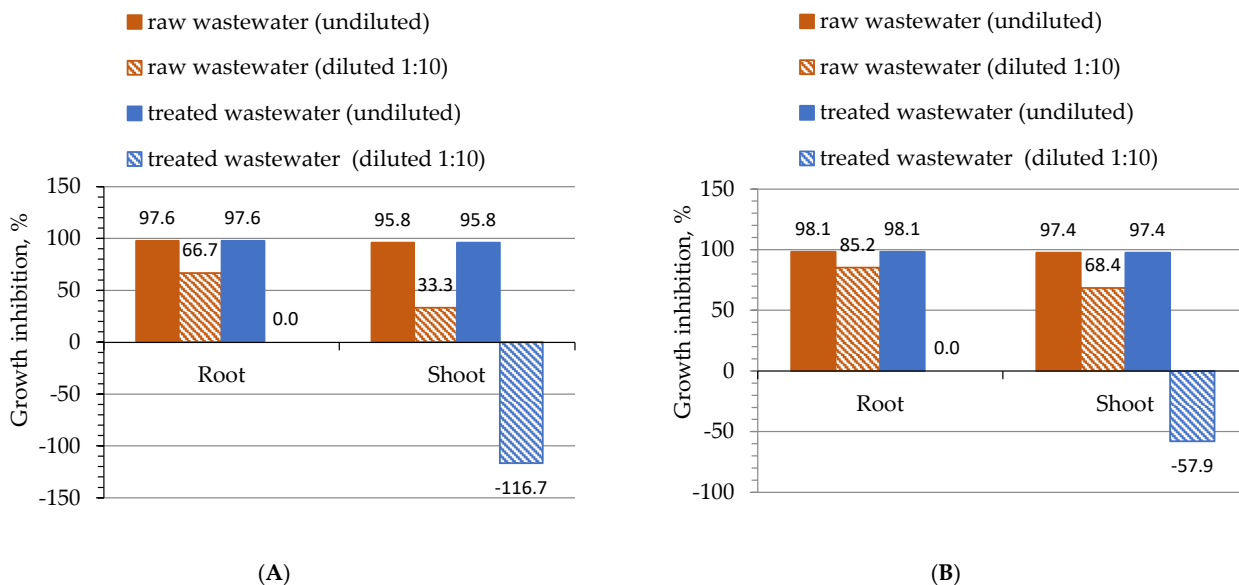 raw wastewater (undiluted)
raw wastewater (diluted 1:10)
treated wastewater (undiluted)
treated wastewater (diluted 1:10)
Growth inhibition, %
150
100
50
0
-50
-100
-150
97.6
66.7
97.6
0.0
95.8
33.3
95.8
-116.7
Root
Shoot
(A)
raw wastewater (undiluted)
raw wastewater (diluted 1:10)
treated wastewater (undiluted)
treated wastewater (diluted 1:10)
Growth inhibition, %
150
100
50
0
-50
-100
98.1
85.2
98.1
0.0
97.4
68.4
97.4
-57.9
Root
Shoot
(B)